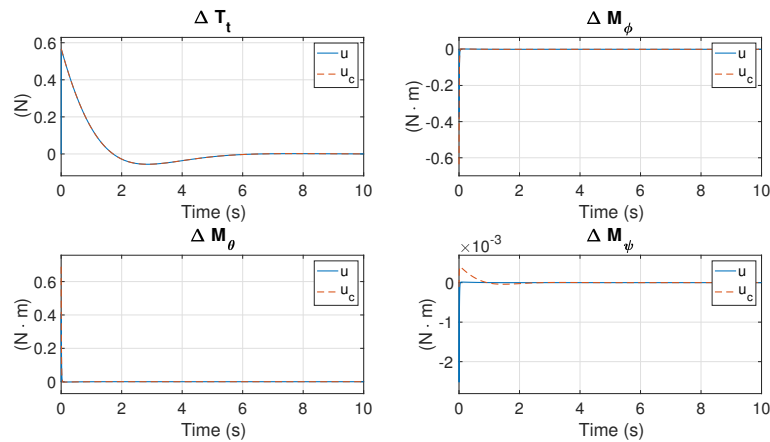 Δ T_t
(N)
0.6
0.4
0.2
0
u
u_c
0 2 4 6 8 10
Time (s)
Δ M_ϕ
(N · m)
0
-0.2
-0.4
-0.6
u
u_c
0 2 4 6 8 10
Time (s)
Δ M_θ
(N · m)
0.6
0.4
0.2
0
u
u_c
0 2 4 6 8 10
Time (s)
Δ M_ψ
×10^-3
(N · m)
0
-1
-2
u
u_c
0 2 4 6 8 10
Time (s)